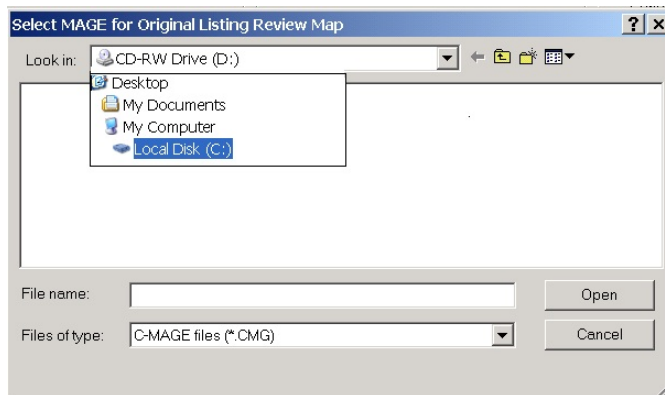 Select MAGE for Original Listing Review Map
Look in: CD-RW Drive (D:)
Desktop
My Documents
My Computer
Local Disk (C:)
File name: Open
Files of type: C-MAGE files (*.CMG) Cancel